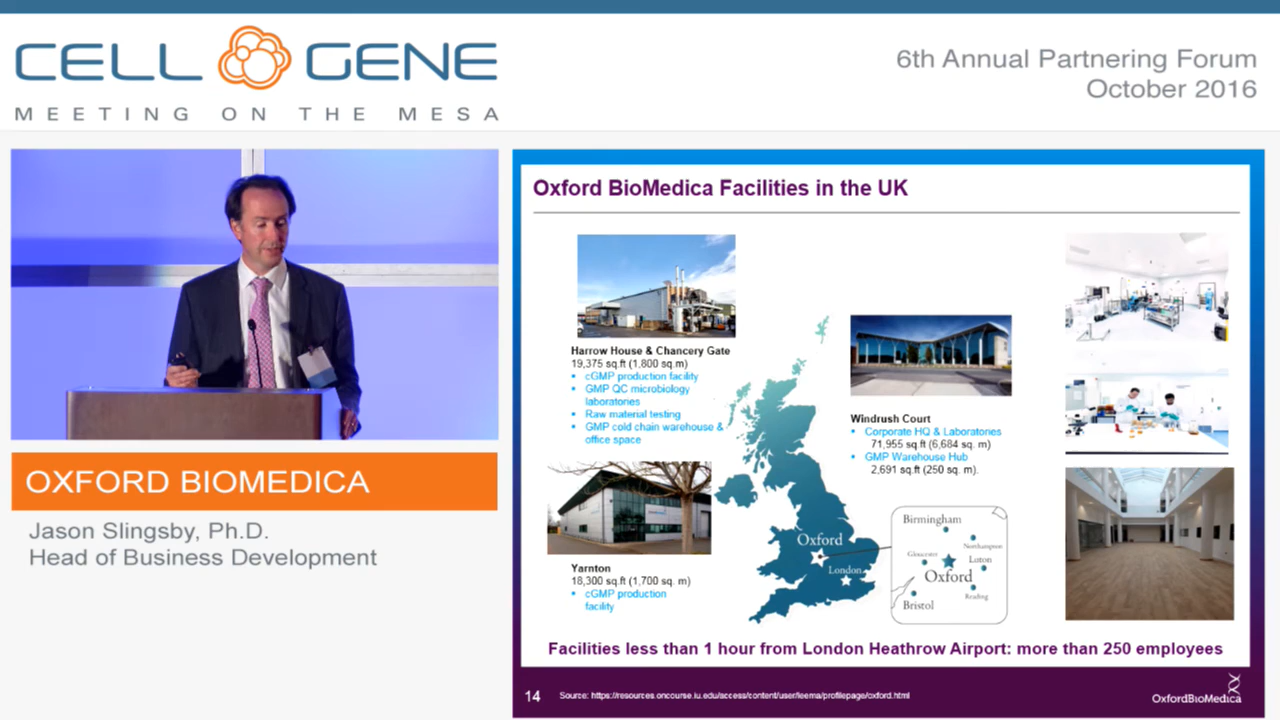 CELL GENE
MEETING ON THE MESA
6th Annual Partnering Forum
October 2016
OXFORD BIOMEDICA
Jason Slingsby, Ph.D.
Head of Business Development
Oxford BioMedica Facilities in the UK
Harrow House & Chancery Gate
19,375 sq.ft (1,800 sq.m)
• cGMP production facility
• GMP QC microbiology
laboratories
• Raw material testing
• GMP cold chain warehouse &
office space
Yarnton
18,300 sq.ft (1,700 sq. m)
• cGMP production
facility
Windrush Court
• Corporate HQ & Laboratories
71,955 sq.ft (6,684 sq. m)
• GMP Warehouse Hub
2,691 sq.ft (250 sq. m).
Oxford
London
Birmingham
Northampton
Gloucester
Luton
Oxford
Reading
Bristol
Facilities less than 1 hour from London Heathrow Airport: more than 250 employees
14
Source: https://resources.oncourse.iu.edu/access/content/user/leema/profilepage/oxford.html
OxfordBioMedica